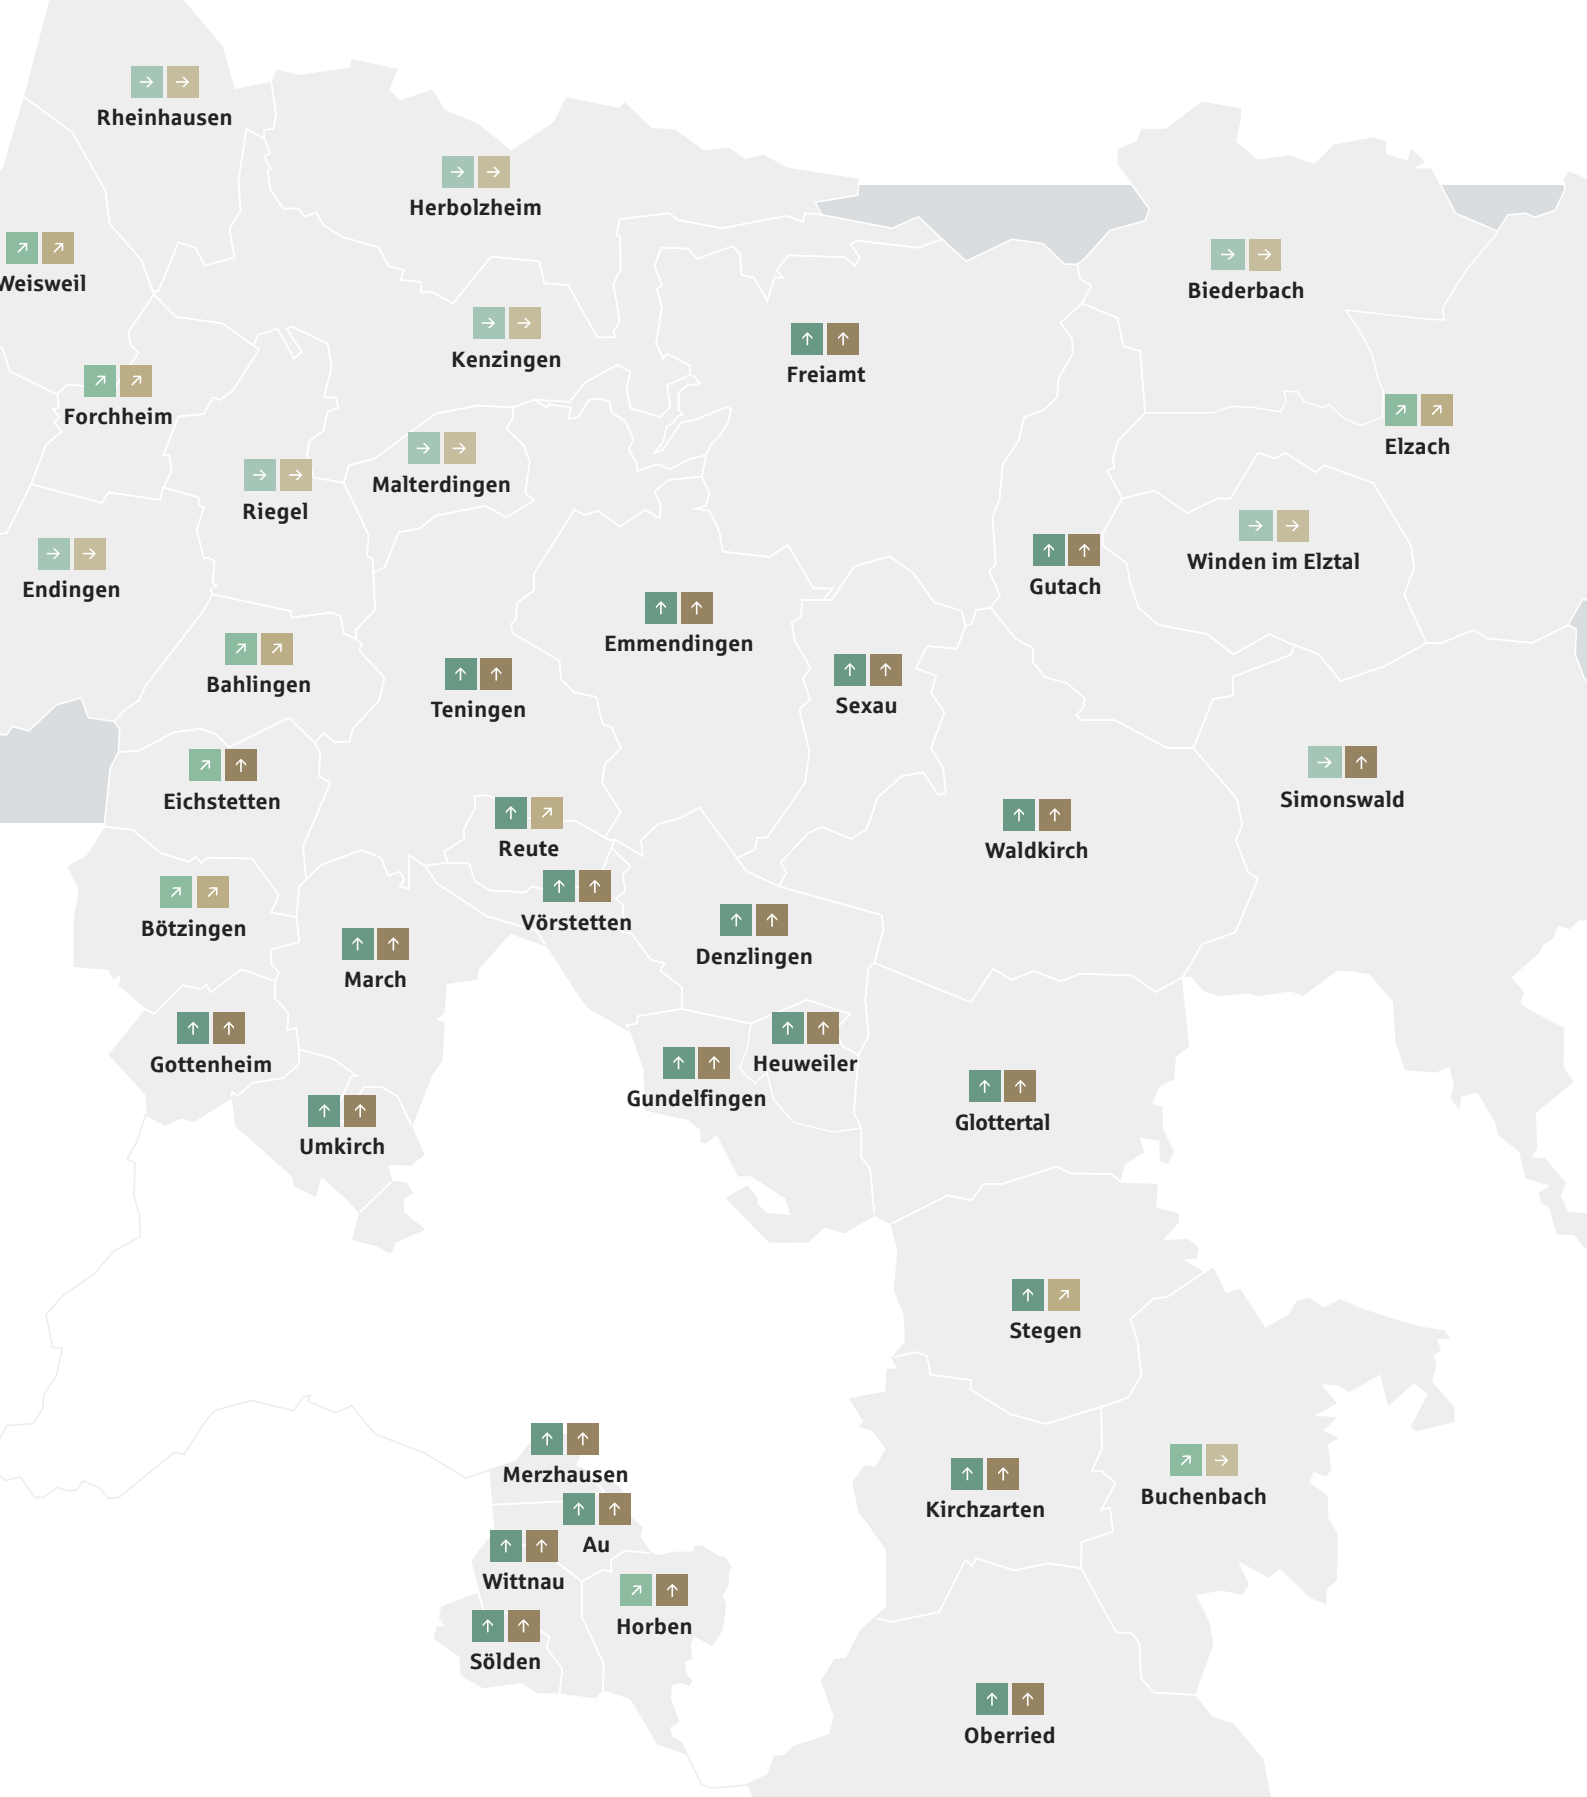 Rheinhausen
Herbolzheim
Weisweil
Biederbach
Kenzingen
Freiamt
Forchheim
Elzach
Malterdingen
Riegel
Winden im Elztal
Gutach
Endingen
Emmendingen
Bahlingen
Sexau
Teningen
Eichstetten
Simonswald
Reute
Waldkirch
Vörstetten
Bötzingen
Denzlingen
March
Gottenheim
Heuweiler
Gundelfingen
Glottertal
Umkirch
Stegen
Merzhausen
Buchenbach
Kirchzarten
Au
Wittnau
Horben
Sölden
Oberried